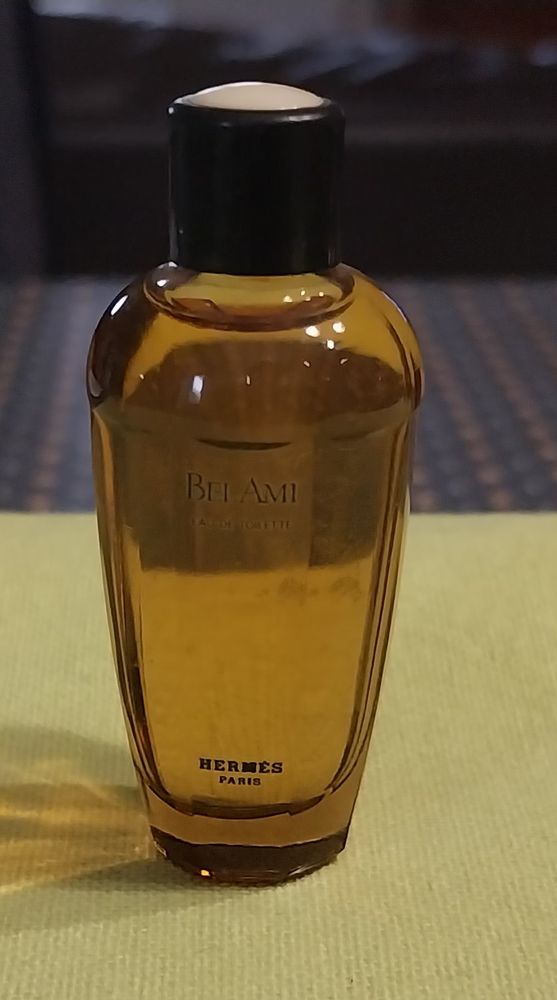 BEL AMI
EAU DE TOILETTE
HERMÈS
PARIS